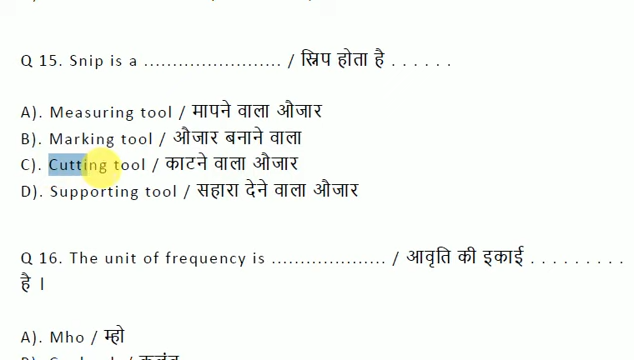 Q 15. Snip is a ........................ / स्निप होता है . . . . . .
A). Measuring tool / मापने वाला औजार
B). Marking tool / औजार बनाने वाला
C). Cutting tool / काटने वाला औजार
D). Supporting tool / सहारा देने वाला औजार
Q 16. The unit of frequency is .................... / आवृति की इकाई . . . . . . . . .
है ।
A). Mho / म्हो